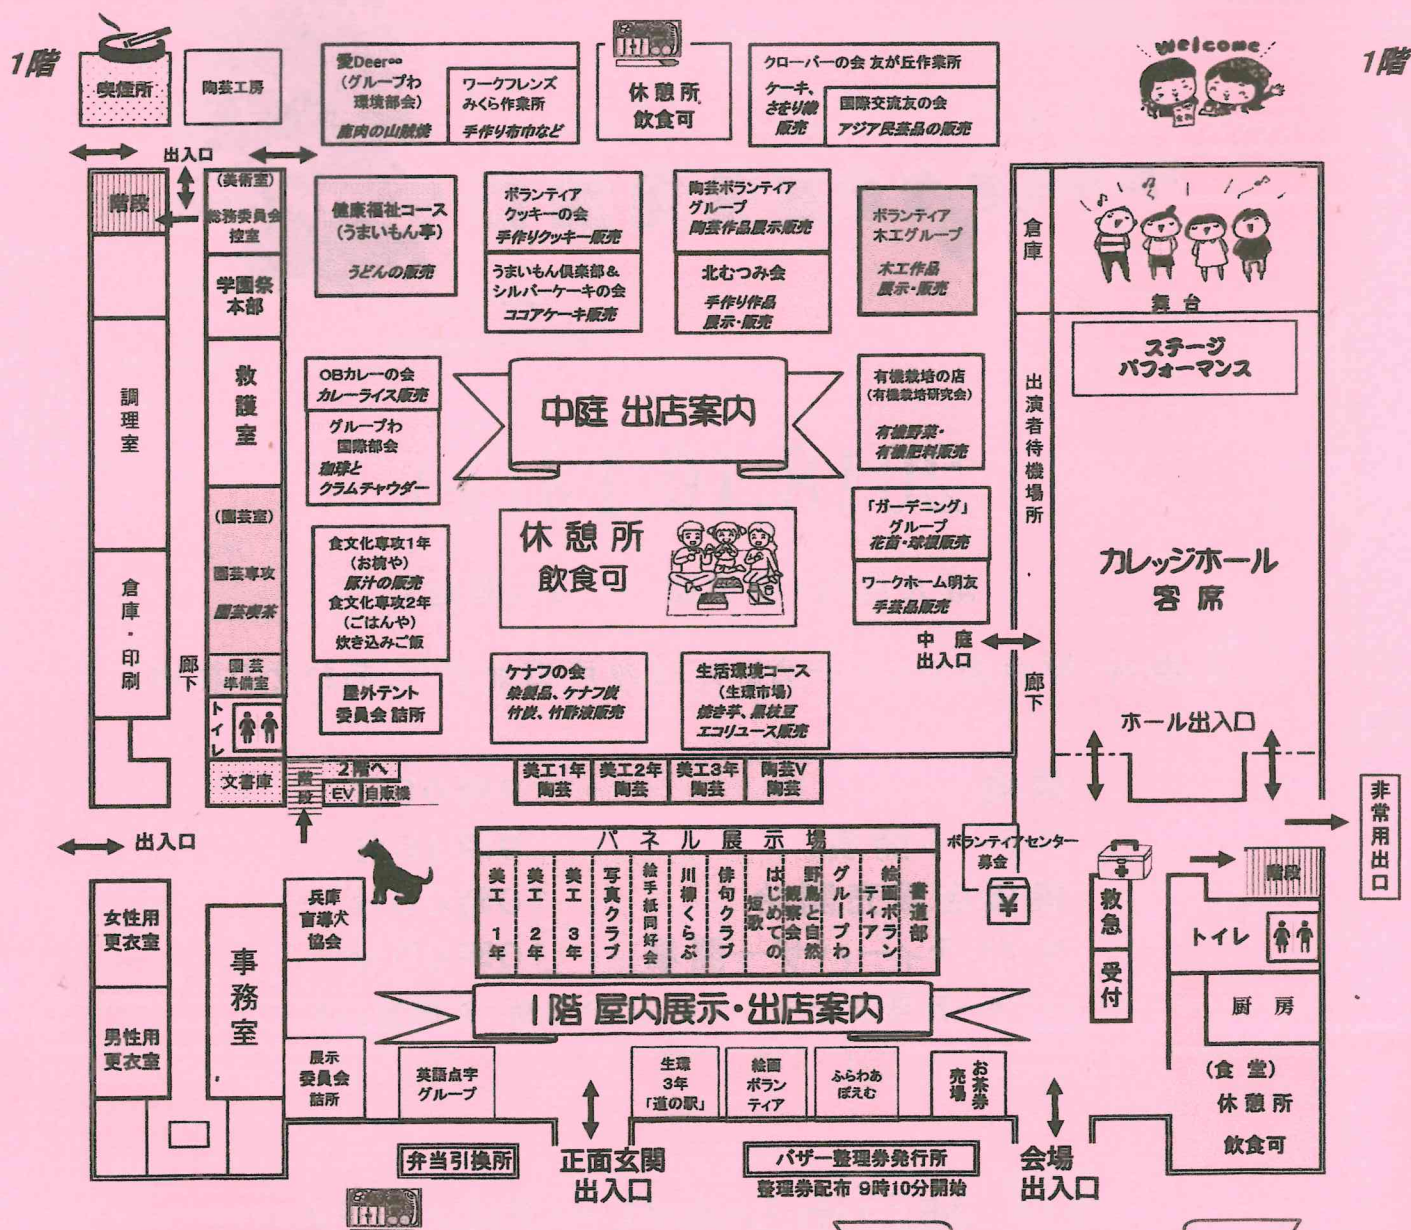 1階
喫煙所
陶芸工房
愛Deer∞
(グループわ
環境部会)
鹿肉の山賊焼
ワークフレンズ
みくら作業所
手作り布巾など
休憩所
飲食可
クローバーの会 友が丘作業所
ケーキ、
さをり織
販売
国際交流友の会
アジア民芸品の販売
Welcome
1階
出入口
階段
(美術室)
総務委員会
控室
学園祭
本部
救護室
(園芸室)
園芸専攻
園芸喫茶
園芸
準備室
トイレ
文書庫
調理室
倉庫・印刷
廊下
健康福祉コース
(うまいもん亭)
うどんの販売
ボランティア
クッキーの会
手作りクッキー販売
うまいもん倶楽部&
シルバーケーキの会
ココアケーキ販売
陶芸ボランティア
グループ
陶芸作品展示販売
北むつみ会
手作り作品
展示・販売
ボランティア
木工グループ
木工作品
展示・販売
倉庫
舞台
ステージ
パフォーマンス
出演者待機場所
カレッジホール
客席
OBカレーの会
カレーライス販売
グループわ
国際部会
珈琲と
クラムチャウダー
中庭 出店案内
有機栽培の店
(有機栽培研究会)
有機野菜・
有機肥料販売
食文化専攻1年
(お椀や)
豚汁の販売
食文化専攻2年
(ごはんや)
炊き込みご飯
休憩所
飲食可
「ガーデニング」
グループ
花苗・球根販売
ワークホーム明友
手芸品販売
中庭
出入口
廊下
屋外テント
委員会詰所
ケナフの会
染製品、ケナフ炭
竹炭、竹酢液販売
生活環境コース
(生環市場)
焼き芋、黒枝豆
エコリユース販売
ホール出入口
階段
2階へ
EV
自販機
美工1年
陶芸
美工2年
陶芸
美工3年
陶芸
陶芸V
陶芸
非常用出口
出入口
パネル展示場
美工 1年
美工 2年
美工 3年
写真クラブ
絵手紙同好会
川柳くらぶ
俳句クラブ
はじめての
短歌
野鳥と自然
観察会
グループわ
絵画ボラン
ティア
書道部
ボランティアセンター
募金
¥
救急
受付
階段
トイレ
厨房
(食堂)
休憩所
飲食可
女性用
更衣室
男性用
更衣室
事務室
兵庫
盲導犬
協会
1階 屋内展示・出店案内
展示
委員会
詰所
英語点字
グループ
生環
3年
「道の駅」
絵画
ボラン
ティア
ふらわあ
ぽえむ
お茶券
売場
弁当引換所
正面玄関
出入口
バザー整理券発行所
整理券配布 9時10分開始
会場
出入口